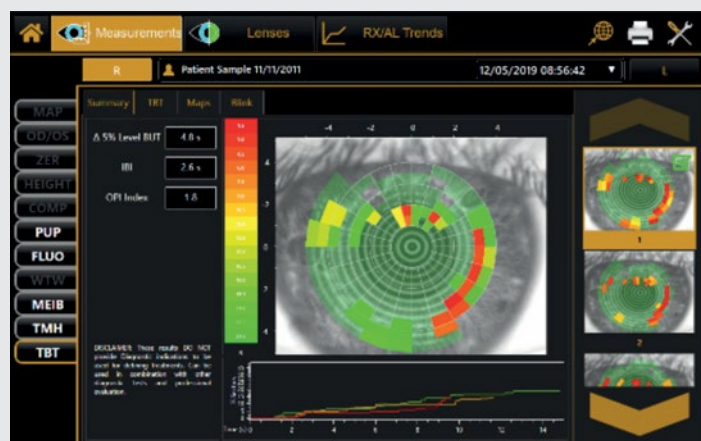 Measurements Lenses RX/AL Trends
R Patient Sample 11/11/2011 12/05/2019 08:56:42 L
MAP
OD/OS
ZER
HEIGHT
COMP
PUP
FLUO
WTW
MEIB
TMH
TBT
Summary TBT Maps Blink
Δ 5% Level BUT 4.8 s
IBI 2.6 s
OPI Index 1.8
-4 -2 0 2 4
DISCLAIMER: These results DO NOT
provide Diagnostic indications to be
used for defining treatments. Can be
used in combination with other
diagnostic tests and professional
evaluation.
1
2
0 2 4 6 8 10 12 14